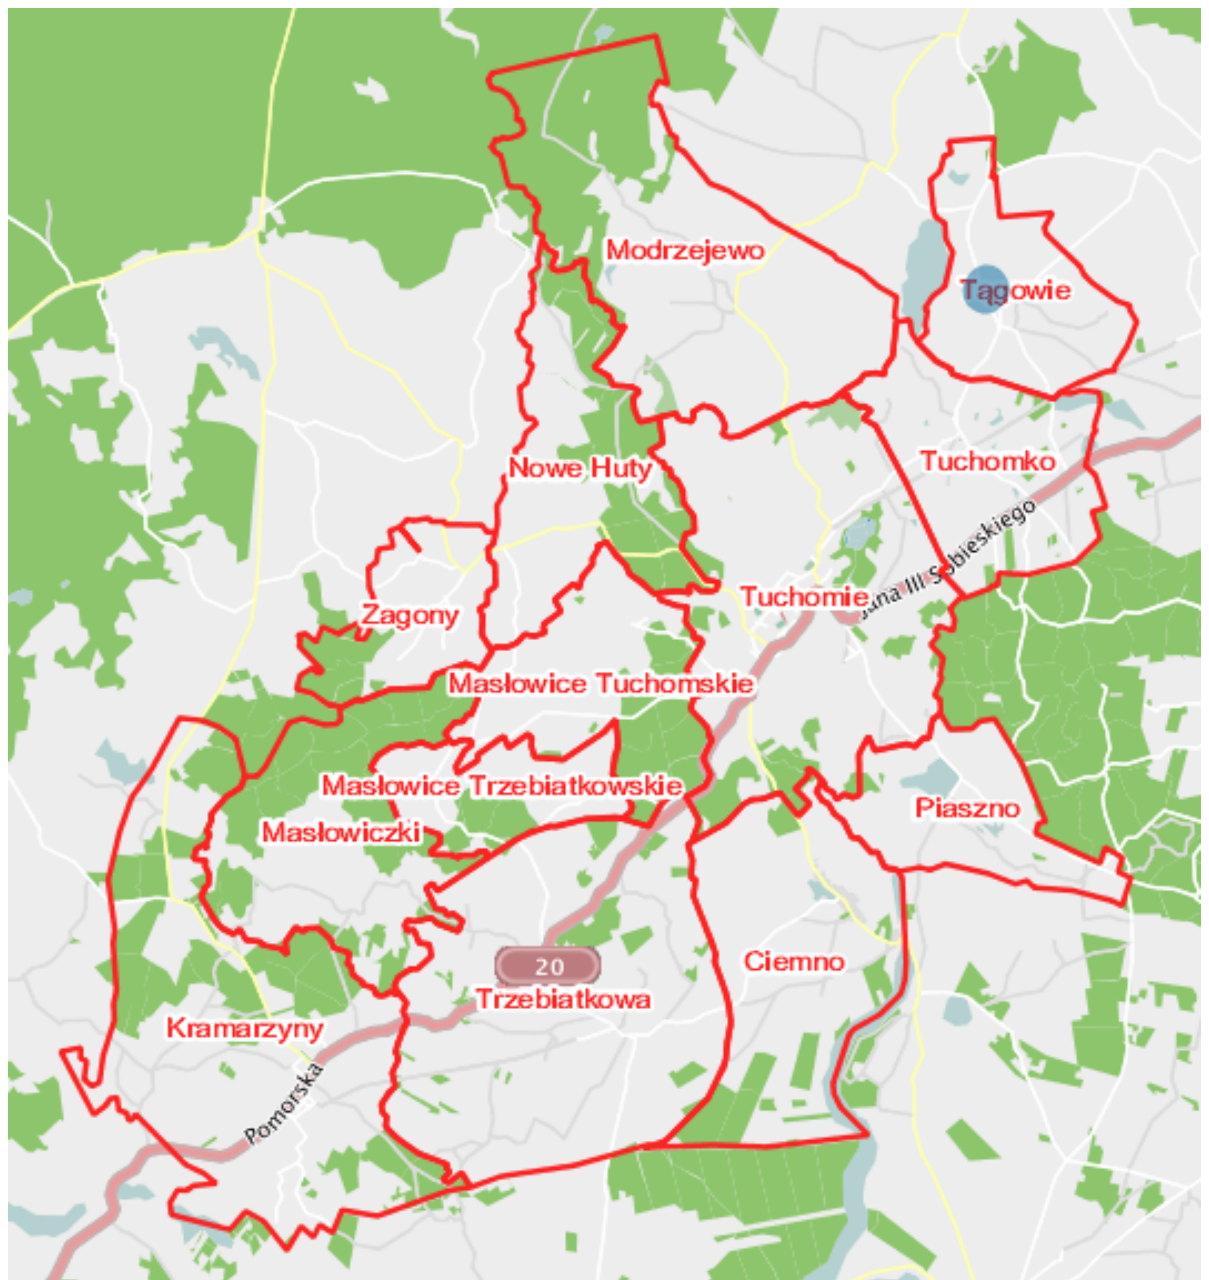 Modrzejewo
Tągowie
Tuchomko
Nowe Huty
Jana III Sobieskiego
Tuchomie
Zagony
Masłowice Tuchomskie
Masłowice Trzebiatkowskie
Piaszno
Masłowiczki
Ciemno
20
Trzebiatkowa
Kramarzyny
Pomorska